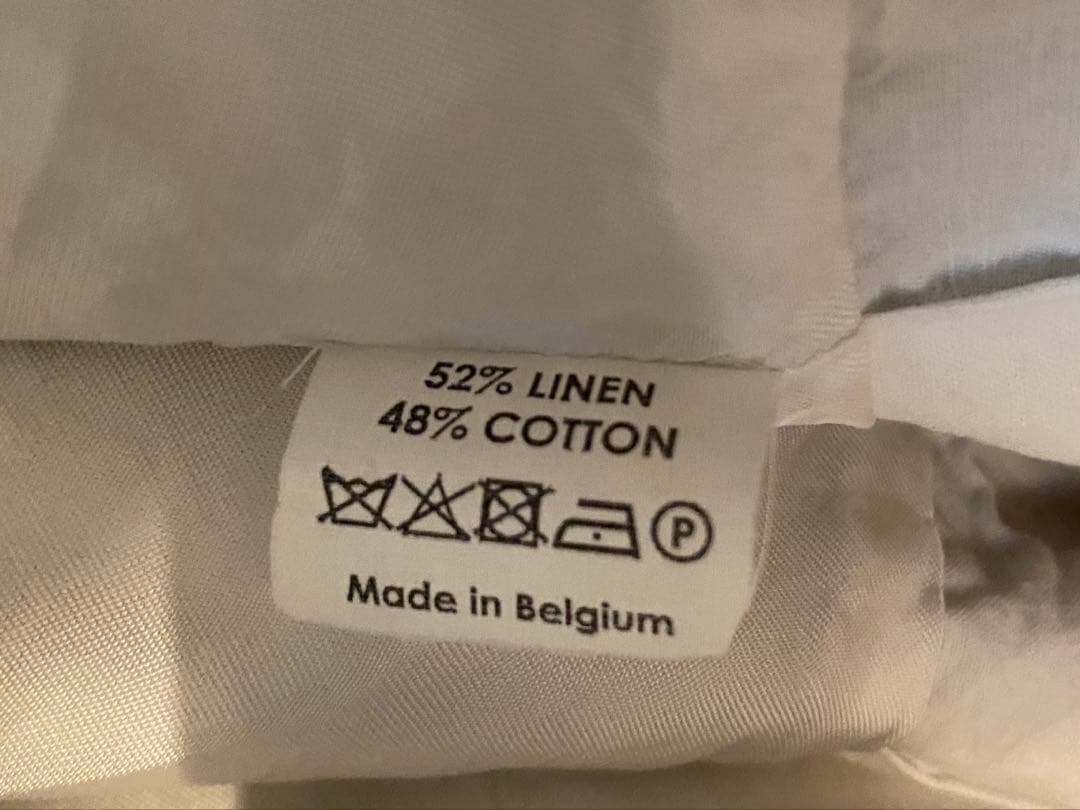 52% LINEN
48% COTTON
P
Made in Belgium